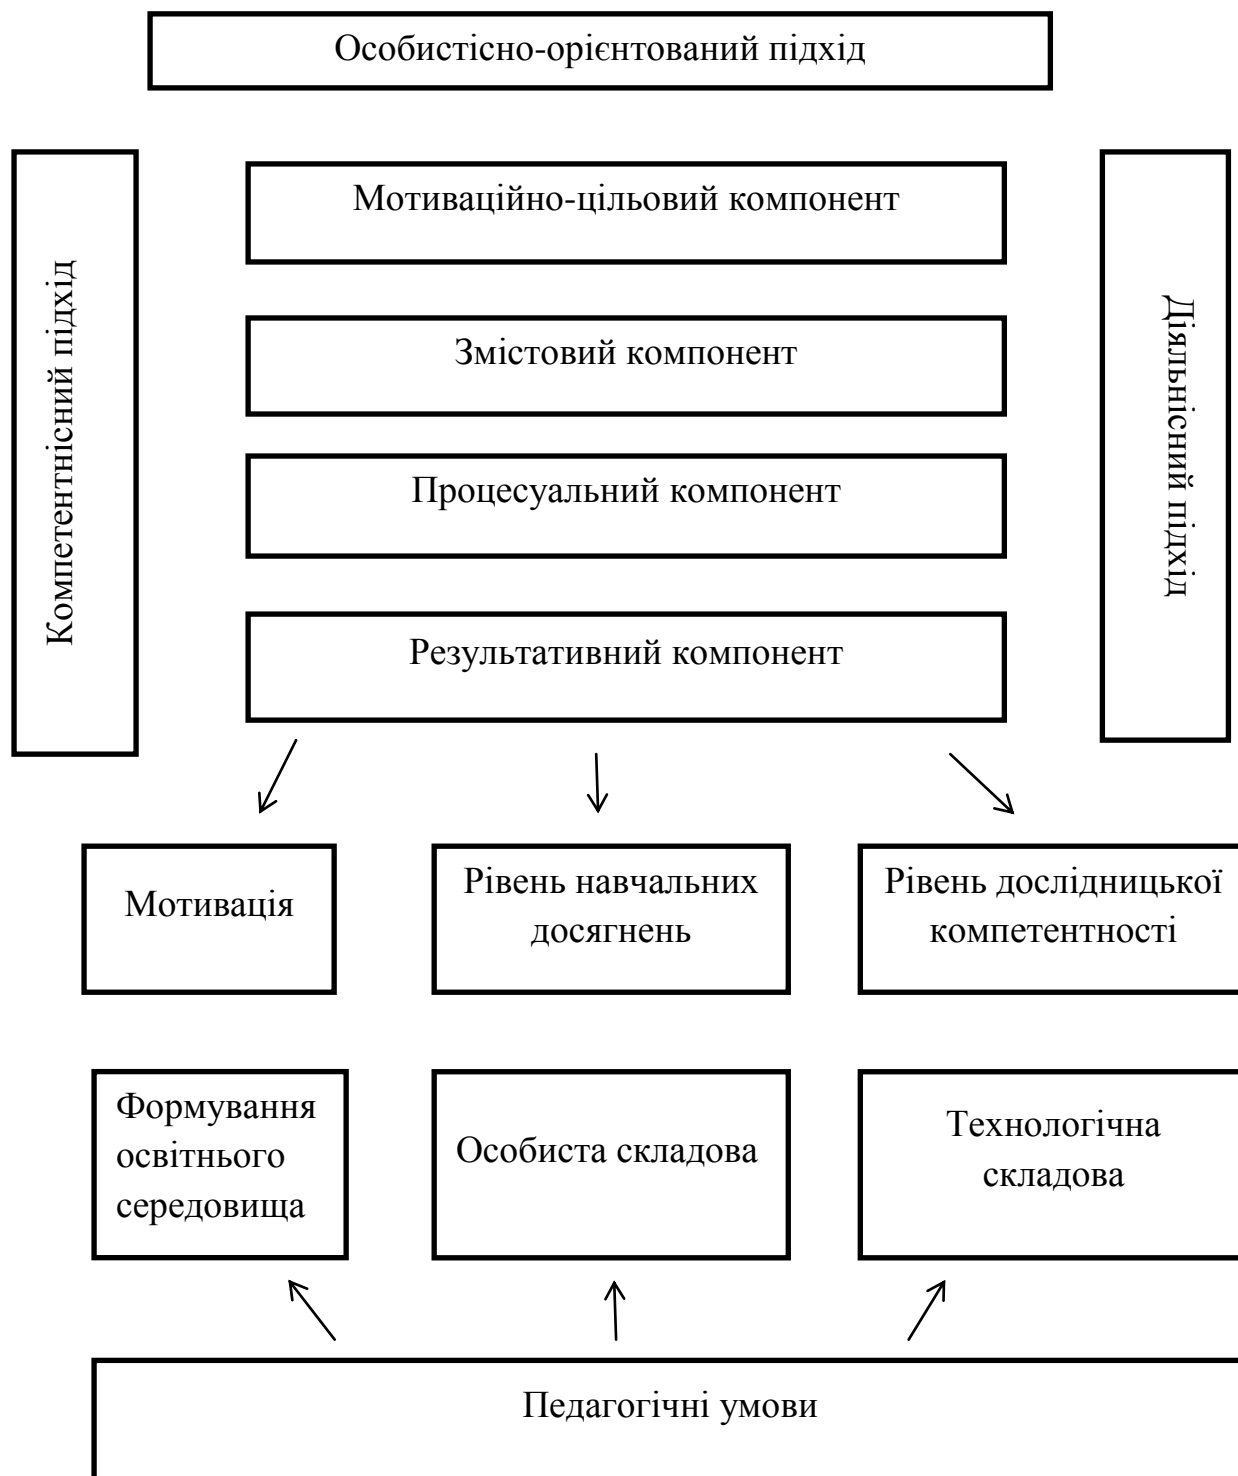 Особистісно-орієнтований підхід
Компетентнісний підхід
Мотиваційно-цільовий компонент
Змістовий компонент
Процесуальний компонент
Результативний компонент
Діяльнісний підхід
Мотивація
Рівень навчальних
досягнень
Рівень дослідницької
компетентності
Формування
освітнього
середовища
Особиста складова
Технологічна
складова
Педагогічні умови